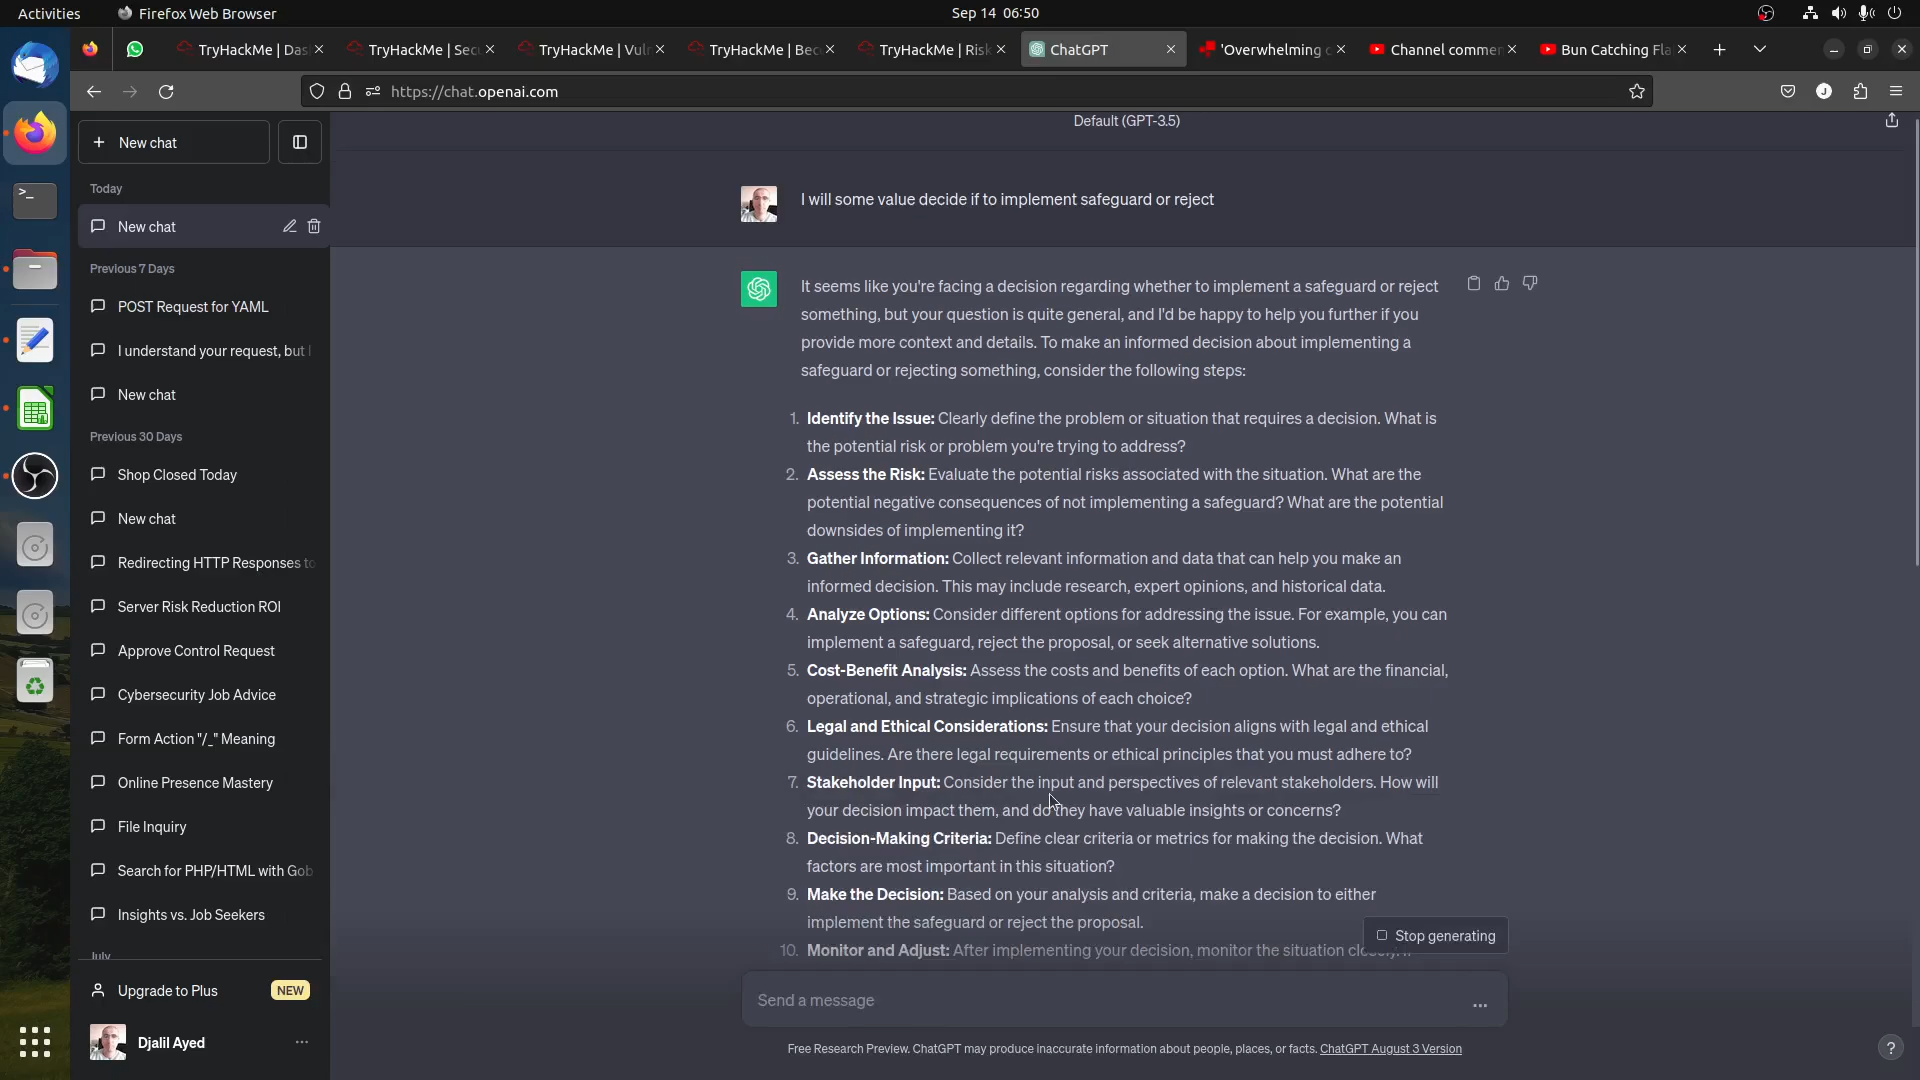 Activities
Firefox Web Browser
Sep 14 06:50
TryHackMe | Das
TryHackMe | Sec
TryHackMe | Vuln
TryHackMe | Bec
TryHackMe | Risk
ChatGPT
'Overwhelming c
Channel commen
Bun Catching Fla
https://chat.openai.com
New chat
Today
New chat
Previous 7 Days
POST Request for YAML
I understand your request, but I
New chat
Previous 30 Days
Shop Closed Today
New chat
Redirecting HTTP Responses to
Server Risk Reduction ROI
Approve Control Request
Cybersecurity Job Advice
Form Action "/_" Meaning
Online Presence Mastery
File Inquiry
Search for PHP/HTML with Gob
Insights vs. Job Seekers
July
Upgrade to Plus
NEW
Djalil Ayed
Default (GPT-3.5)
I will some value decide if to implement safeguard or reject
It seems like you're facing a decision regarding whether to implement a safeguard or reject
something, but your question is quite general, and I'd be happy to help you further if you
provide more context and details. To make an informed decision about implementing a
safeguard or rejecting something, consider the following steps:
1. Identify the Issue: Clearly define the problem or situation that requires a decision. What is
the potential risk or problem you're trying to address?
2. Assess the Risk: Evaluate the potential risks associated with the situation. What are the
potential negative consequences of not implementing a safeguard? What are the potential
downsides of implementing it?
3. Gather Information: Collect relevant information and data that can help you make an
informed decision. This may include research, expert opinions, and historical data.
4. Analyze Options: Consider different options for addressing the issue. For example, you can
implement a safeguard, reject the proposal, or seek alternative solutions.
5. Cost-Benefit Analysis: Assess the costs and benefits of each option. What are the financial,
operational, and strategic implications of each choice?
6. Legal and Ethical Considerations: Ensure that your decision aligns with legal and ethical
guidelines. Are there legal requirements or ethical principles that you must adhere to?
7. Stakeholder Input: Consider the input and perspectives of relevant stakeholders. How will
your decision impact them, and do they have valuable insights or concerns?
8. Decision-Making Criteria: Define clear criteria or metrics for making the decision. What
factors are most important in this situation?
9. Make the Decision: Based on your analysis and criteria, make a decision to either
implement the safeguard or reject the proposal.
10. Monitor and Adjust: After implementing your decision, monitor the situation closely. If
Stop generating
Send a message
Free Research Preview. ChatGPT may produce inaccurate information about people, places, or facts. ChatGPT August 3 Version
?